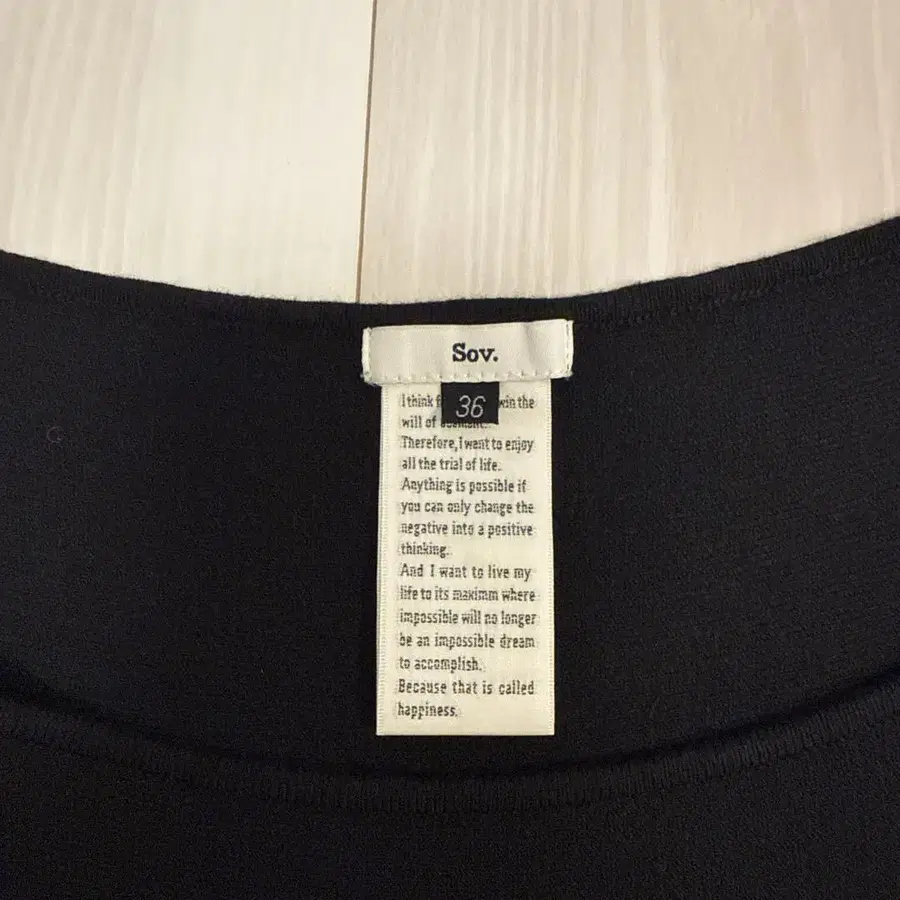 Sov.
36
I think win the
will of
Therefore, I want to enjoy
all the trial of life.
Anything is possible if
you can only change the
negative into a positive
thinking.
And I want to live my
life to its maximm where
impossible will no longer
be an impossible dream
to accomplish.
Because that is called
happiness.